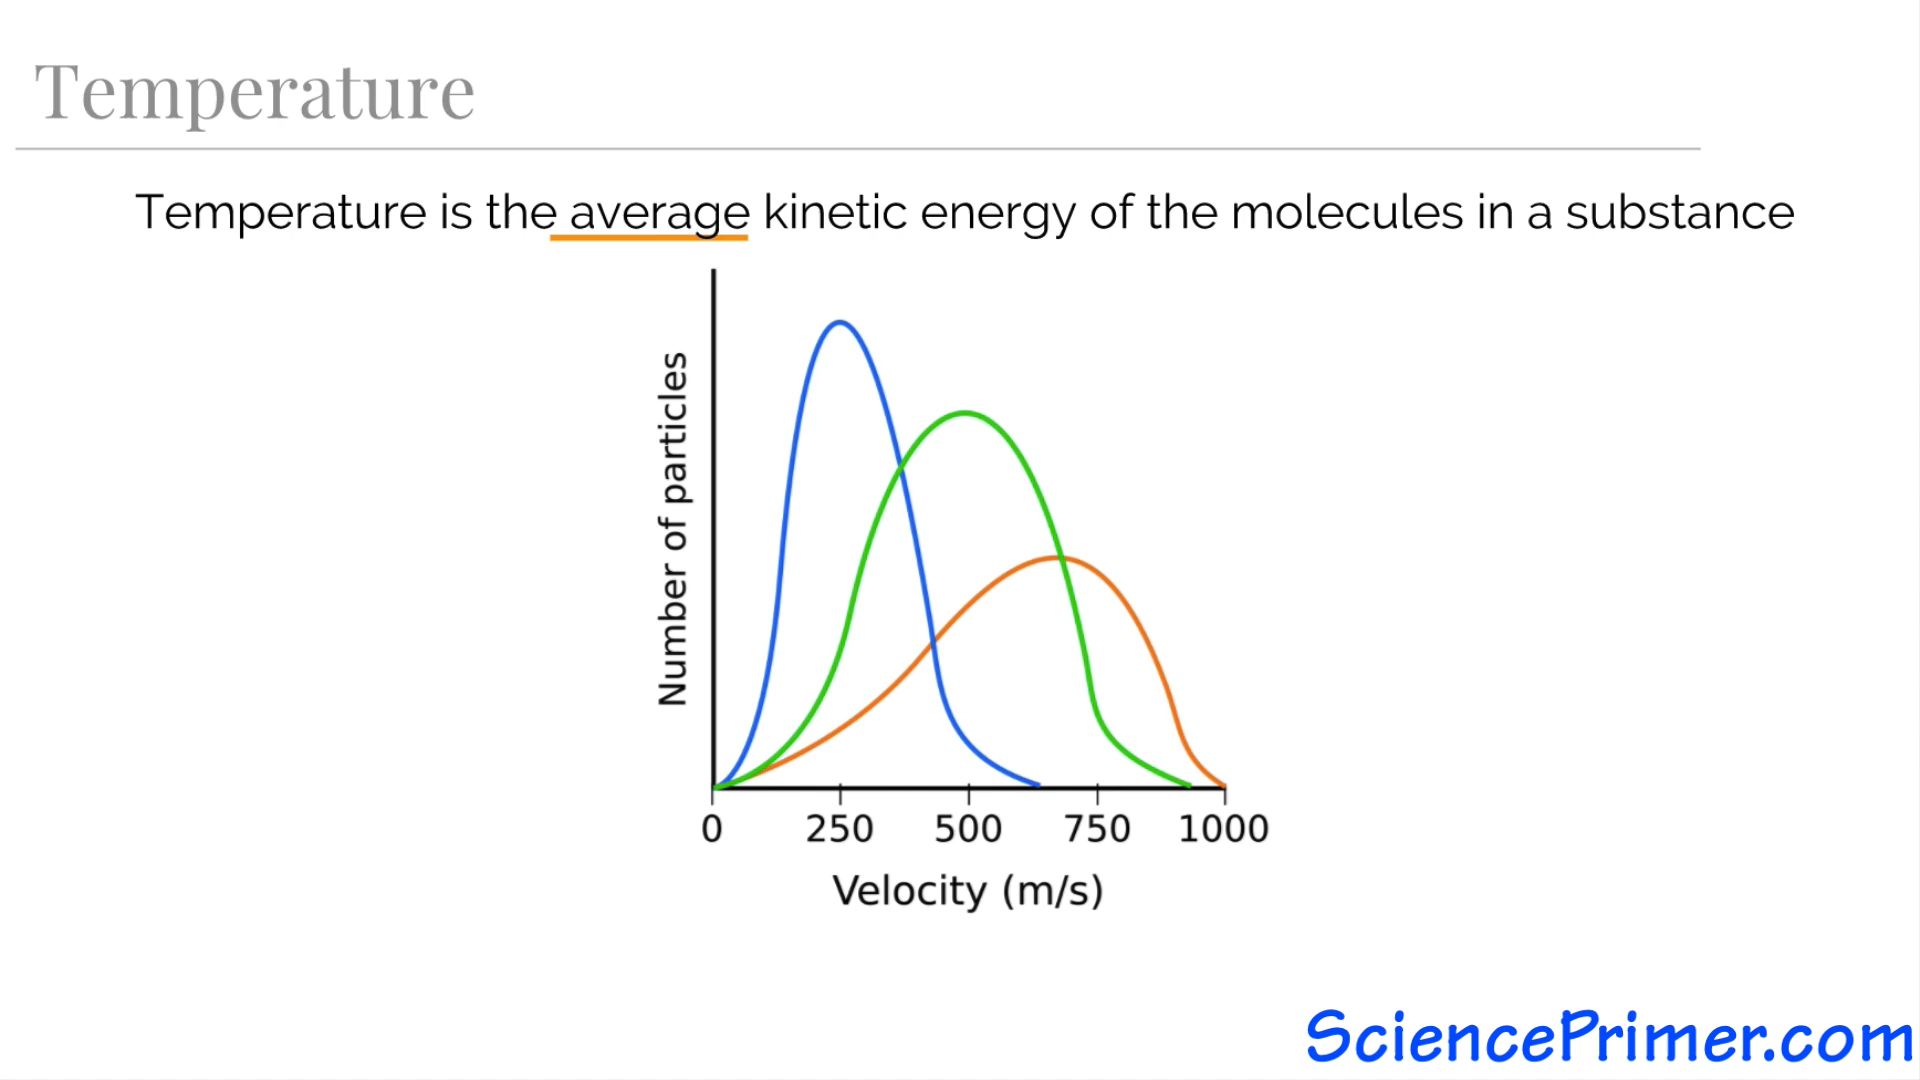 Temperature
Temperature is the average kinetic energy of the molecules in a substance
Number of particles
0 250 500 750 1000
Velocity (m/s)
SciencePrimer.com